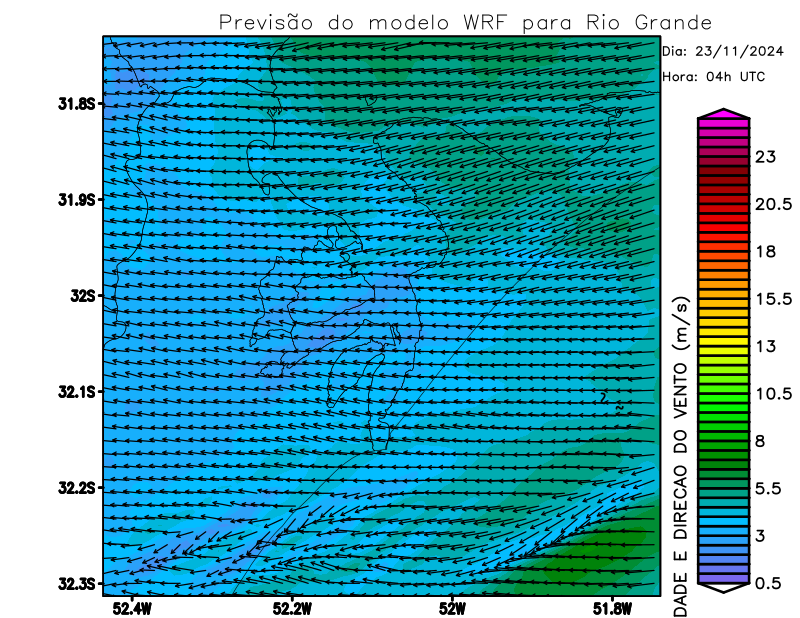 Previsão do modelo WRF para Rio Grande
Dia: 23/11/2024
Hora: 04h UTC
31.8S
31.9S
32S
32.1S
32.2S
32.3S
52.4W
52.2W
52W
51.8W
23
20.5
18
15.5
13
10.5
8
5.5
3
0.5
DADE E DIRECAO DO VENTO (m/s)